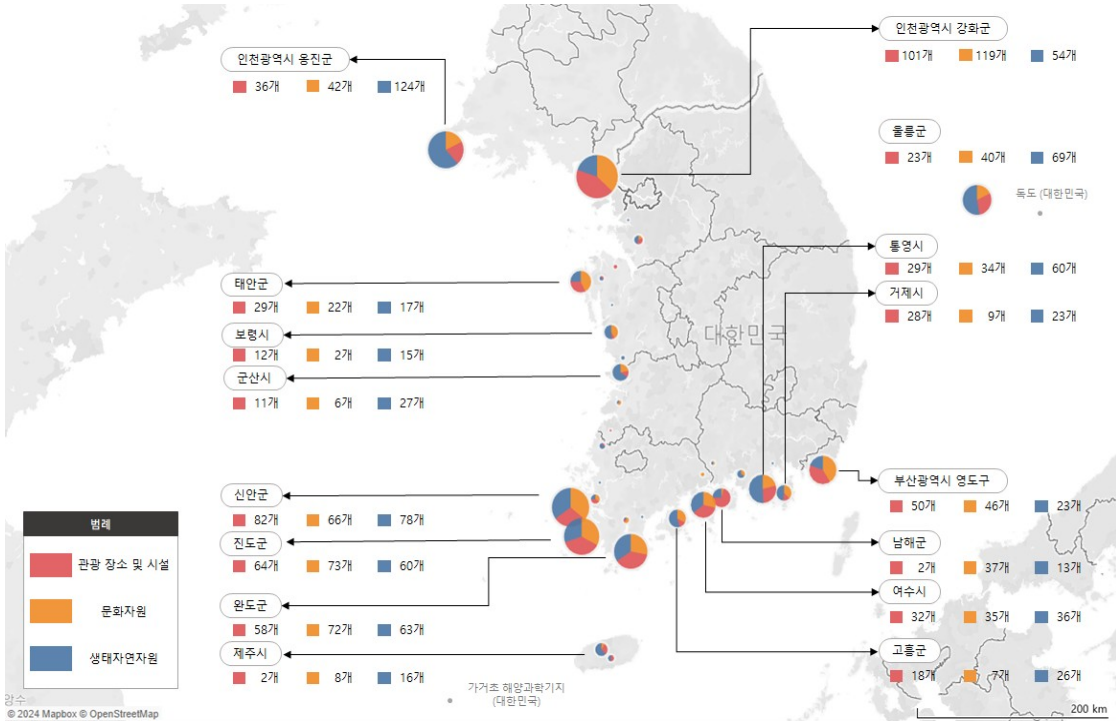 인천광역시 옹진군
36개 42개 124개
인천광역시 강화군
101개 119개 54개
울릉군
23개 40개 69개
독도 (대한민국)
통영시
29개 34개 60개
거제시
28개 9개 23개
태안군
29개 22개 17개
보령시
12개 2개 15개
군산시
11개 6개 27개
대한민국
부산광역시 영도구
50개 46개 23개
신안군
82개 66개 78개
진도군
64개 73개 60개
완도군
58개 72개 63개
제주시
2개 8개 16개
남해군
2개 37개 13개
여수시
32개 35개 36개
고흥군
18개 7개 26개
범례
관광 장소 및 시설
문화자원
생태자연자원
가거초 해양과학기지
(대한민국)
앙수
© 2024 Mapbox © OpenStreetMap
200 km